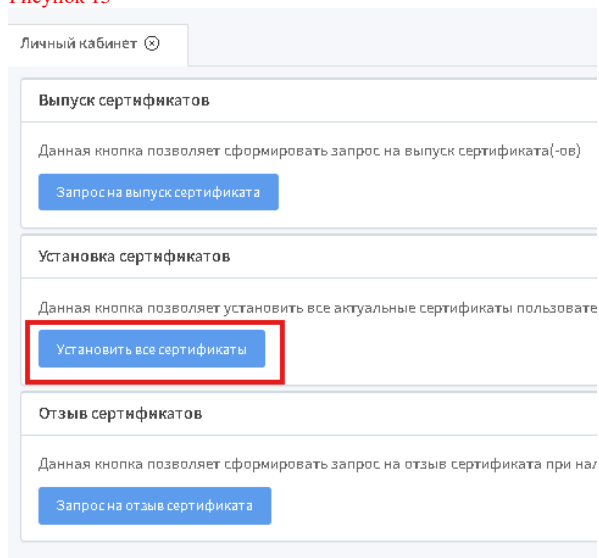 Рисунок 15
Личный кабинет
Выпуск сертификатов
Данная кнопка позволяет сформировать запрос на выпуск сертификата(-ов)
Запрос на выпуск сертификата
Установка сертификатов
Данная кнопка позволяет установить все актуальные сертификаты пользовате
Установить все сертификаты
Отзыв сертификатов
Данная кнопка позволяет сформировать запрос на отзыв сертификата при нал
Запрос на отзыв сертификата